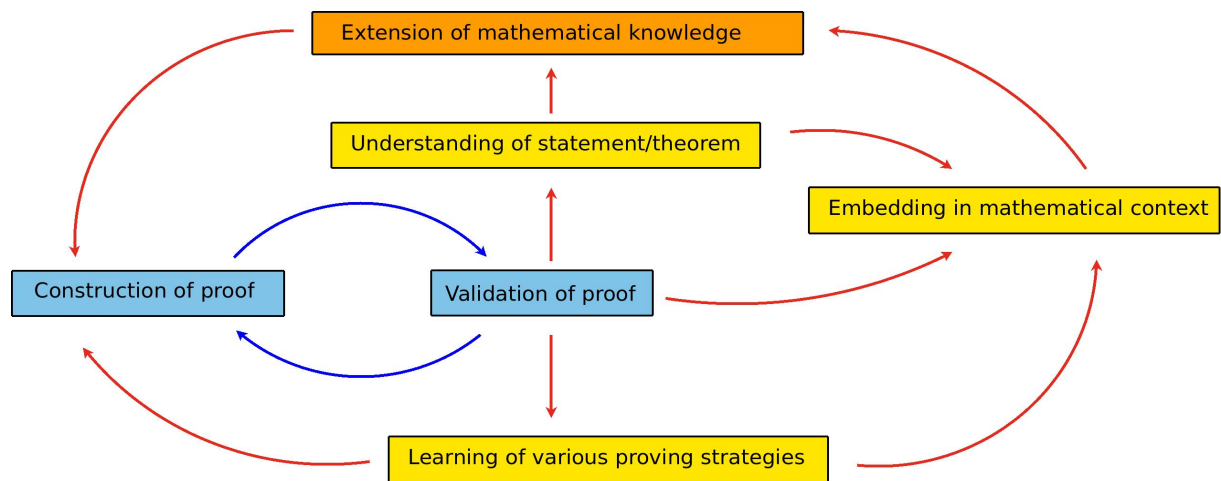 Extension of mathematical knowledge
Understanding of statement/theorem
Embedding in mathematical context
Construction of proof
Validation of proof
Learning of various proving strategies